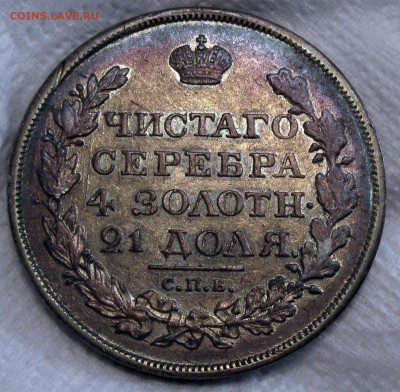 COINS.LAVE.RU
ЧИСТАГО
СЕРЕБРА
4 ЗОЛОТН·
21 ДОЛЯ.
С.П.Б.